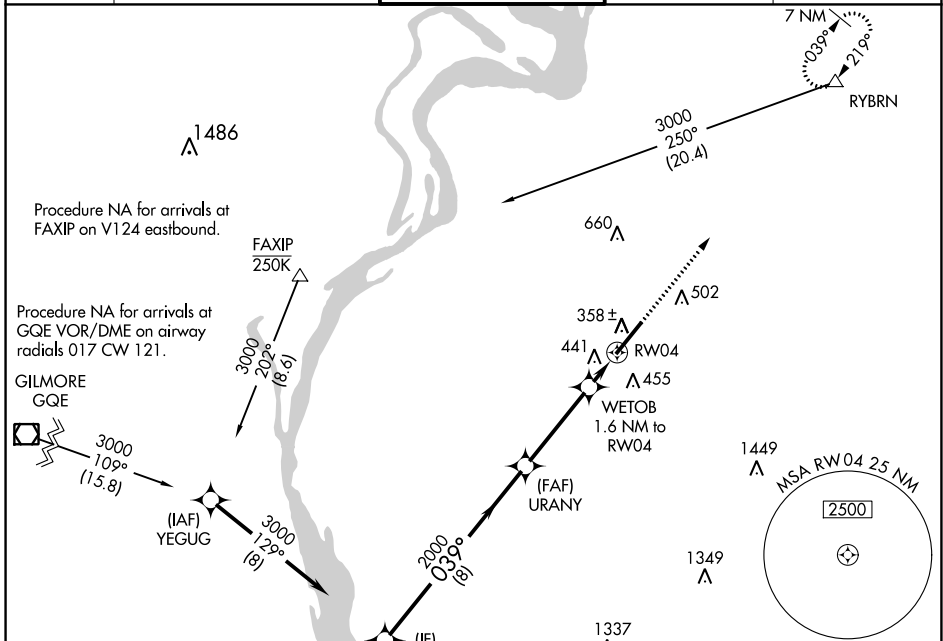 7 NM
039°
219°
RYBRN
3000
250°
(20.4)
1486
Procedure NA for arrivals at
FAXIP on V124 eastbound.
660
FAXIP
250K
502
Procedure NA for arrivals at
GQE VOR/DME on airway
radials 017 CW 121.
358 ±
441
RW04
3000
202°
(8.6)
455
GILMORE
GQE
WETOB
1.6 NM to
RW04
3000
109°
(15.8)
1449
MSA RW 04 25 NM
2500
(FAF)
URANY
(IAF)
YEGUG
3000
129°
(8)
2000
039°
(8)
1349
1337
(IF)